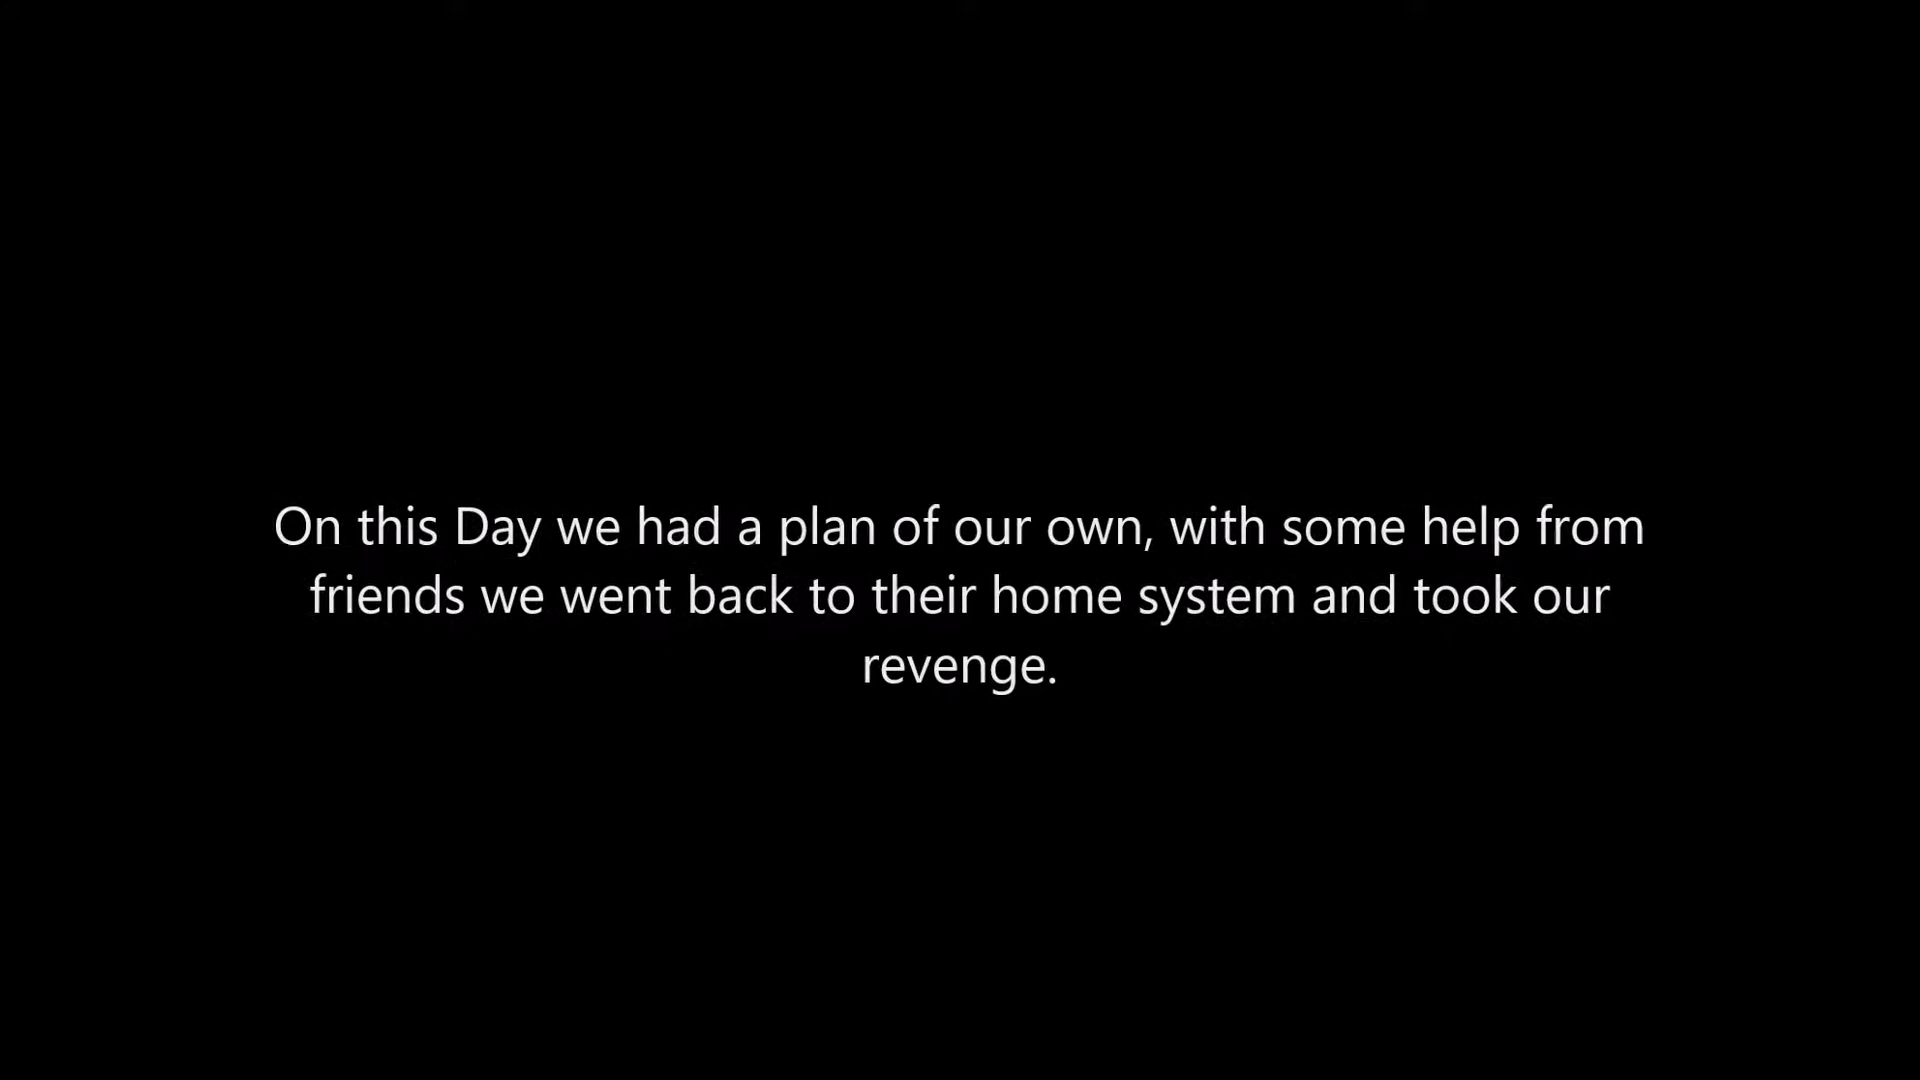 On this Day we had a plan of our own, with some help from
friends we went back to their home system and took our
revenge.